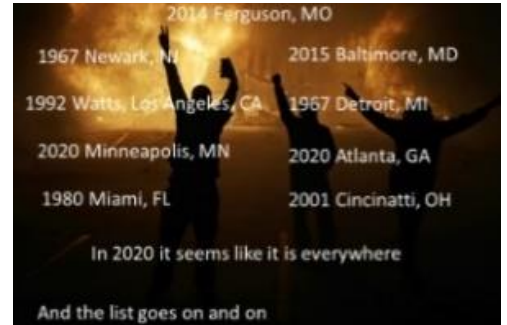 2014 Ferguson, MO
1967 Newark, NJ
2015 Baltimore, MD
1992 Watts, Los Angeles, CA
1967 Detroit, MI
2020 Minneapolis, MN
2020 Atlanta, GA
1980 Miami, FL
2001 Cincinatti, OH
In 2020 it seems like it is everywhere
And the list goes on and on